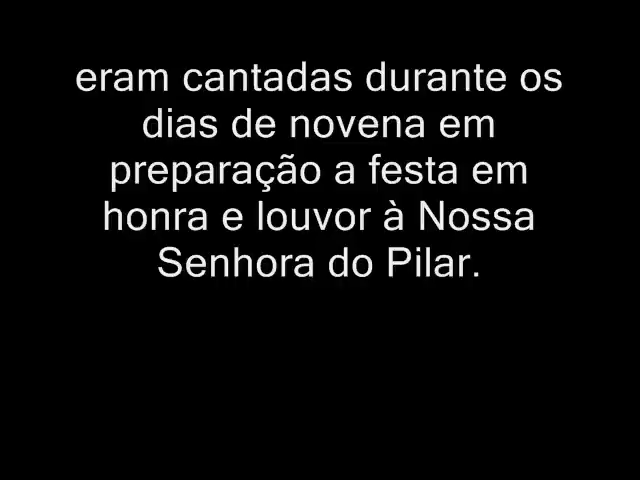 eram cantadas durante os
dias de novena em
preparação a festa em
honra e louvor à Nossa
Senhora do Pilar.